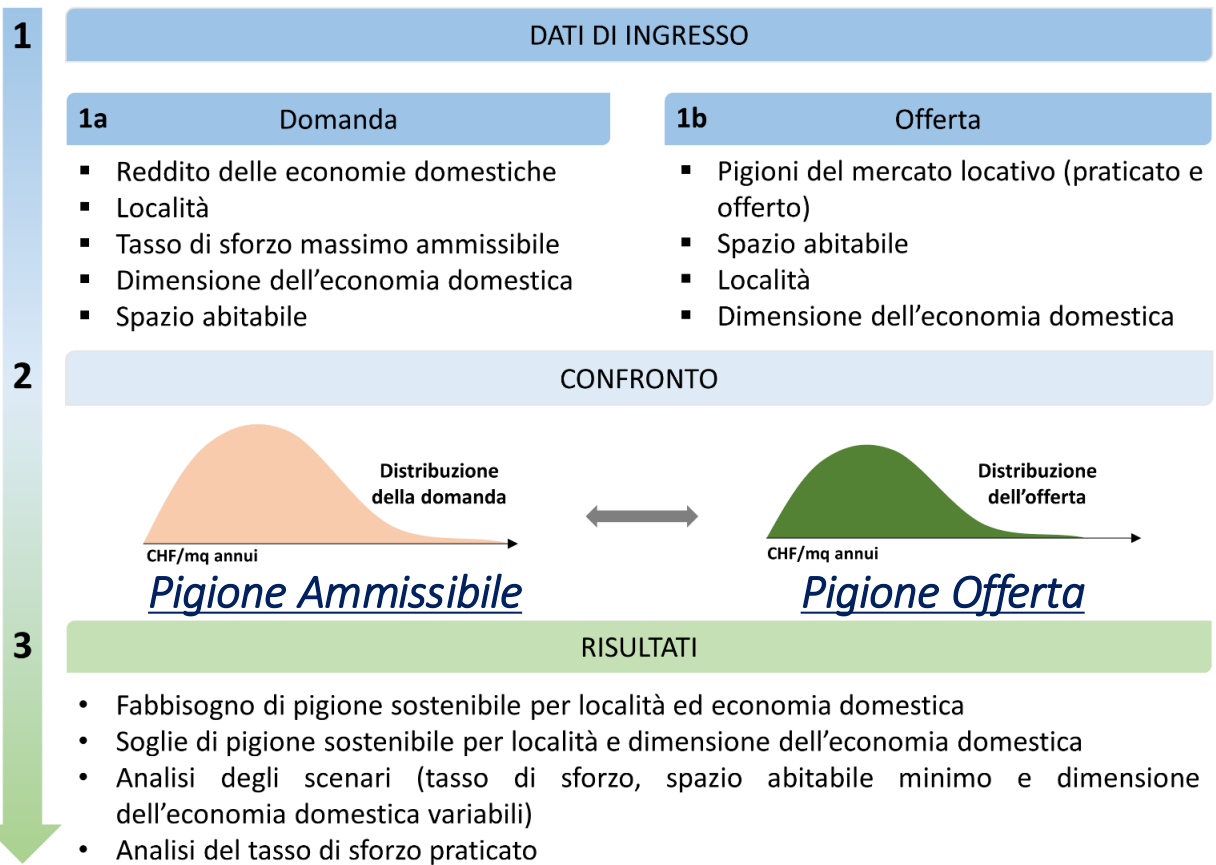 1
DATI DI INGRESSO
1a
Domanda
▪ Reddito delle economie domestiche
▪ Località
▪ Tasso di sforzo massimo ammissibile
▪ Dimensione dell’economia domestica
▪ Spazio abitabile
1b
Offerta
▪ Pigioni del mercato locativo (praticato e
offerto)
▪ Spazio abitabile
▪ Località
▪ Dimensione dell’economia domestica
2
CONFRONTO
Distribuzione
della domanda
CHF/mq annui
Pigione Ammissibile
Distribuzione
dell’offerta
CHF/mq annui
Pigione Offerta
3
RISULTATI
• Fabbisogno di pigione sostenibile per località ed economia domestica
• Soglie di pigione sostenibile per località e dimensione dell’economia domestica
• Analisi degli scenari (tasso di sforzo, spazio abitabile minimo e dimensione
dell’economia domestica variabili)
• Analisi del tasso di sforzo praticato